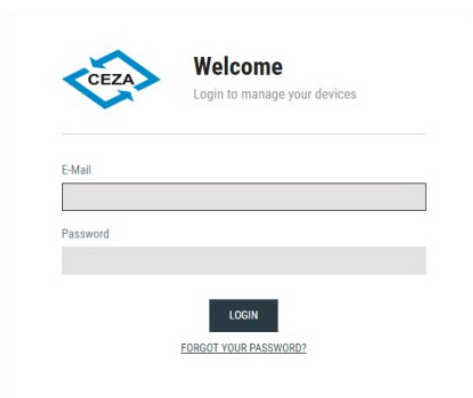 CEZA
Welcome
Login to manage your devices
E-Mail
Password
LOGIN
FORGOT YOUR PASSWORD?